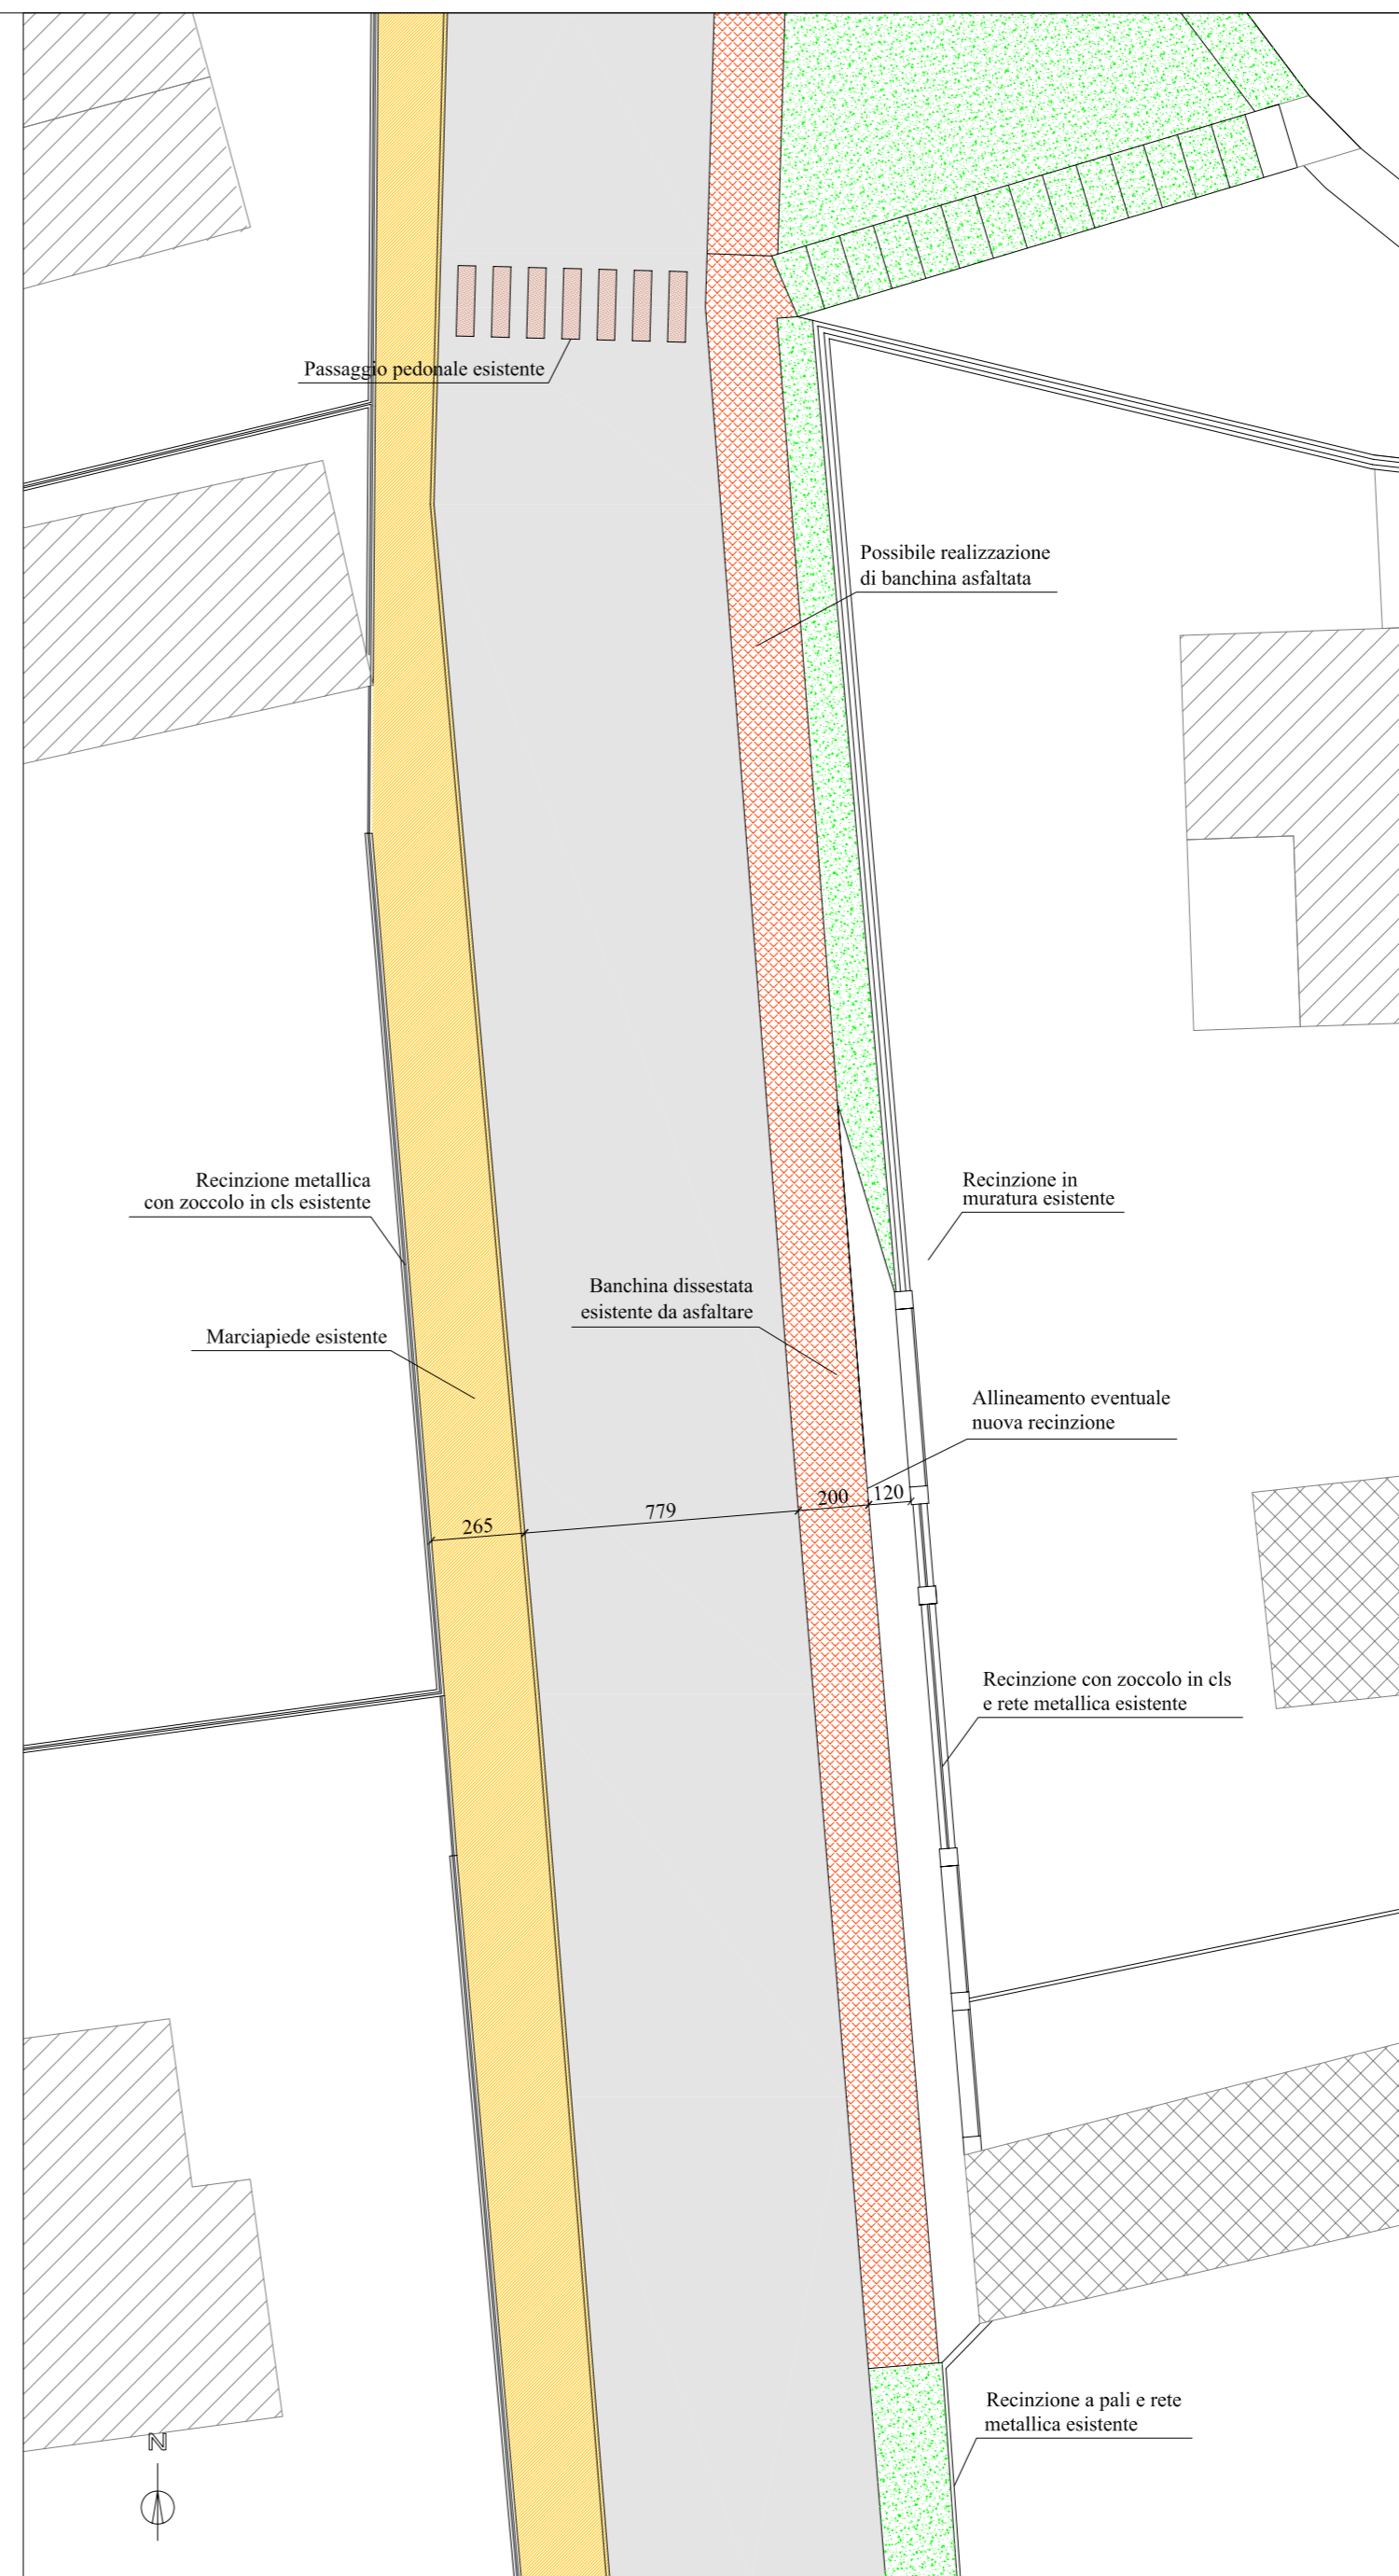 Passaggio pedonale esistente
Possibile realizzazione
di banchina asfaltata
Recinzione metallica
con zoccolo in cls esistente
Recinzione in
muratura esistente
Banchina dissestata
esistente da asfaltare
Marciapiede esistente
Allineamento eventuale
nuova recinzione
265
779
200
120
Recinzione con zoccolo in cls
e rete metallica esistente
Recinzione a pali e rete
metallica esistente
N